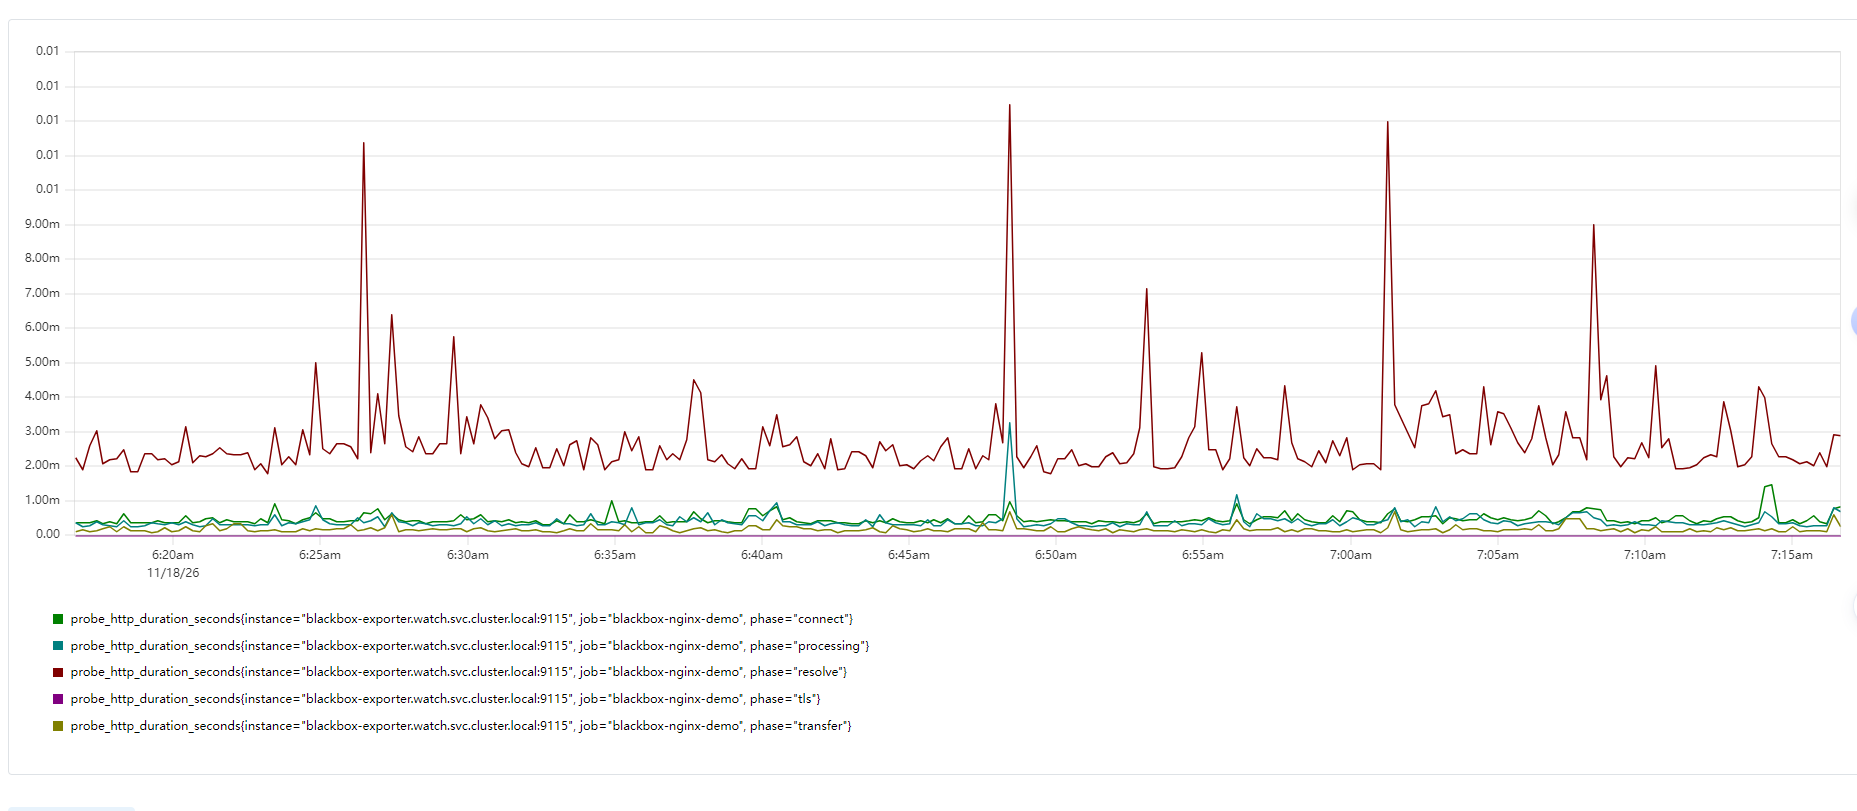 0.01
0.01
0.01
0.01
0.01
9.00m
8.00m
7.00m
6.00m
5.00m
4.00m
3.00m
2.00m
1.00m
0.00
6:20am 6:25am 6:30am 6:35am 6:40am 6:45am 6:50am 6:55am 7:00am 7:05am 7:10am 7:15am
11/18/26
probe_http_duration_seconds{instance="blackbox-exporter.watch.svc.cluster.local:9115", job="blackbox-nginx-demo", phase="connect"}
probe_http_duration_seconds{instance="blackbox-exporter.watch.svc.cluster.local:9115", job="blackbox-nginx-demo", phase="processing"}
probe_http_duration_seconds{instance="blackbox-exporter.watch.svc.cluster.local:9115", job="blackbox-nginx-demo", phase="resolve"}
probe_http_duration_seconds{instance="blackbox-exporter.watch.svc.cluster.local:9115", job="blackbox-nginx-demo", phase="tls"}
probe_http_duration_seconds{instance="blackbox-exporter.watch.svc.cluster.local:9115", job="blackbox-nginx-demo", phase="transfer"}